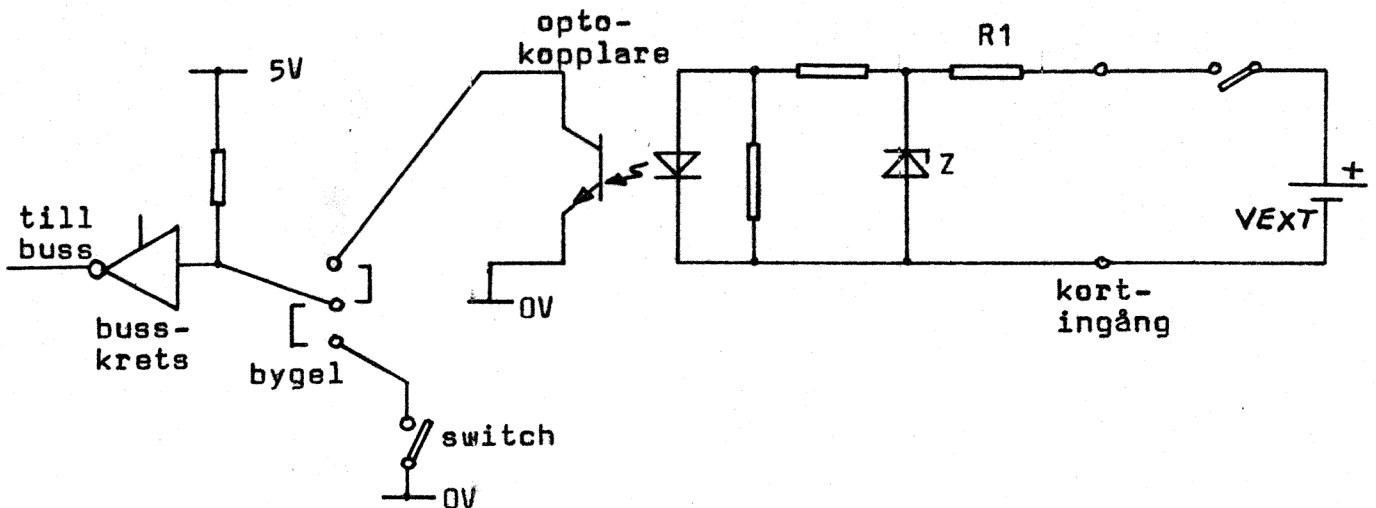 opto-
kopplare
R1
5V
Z
+
VEXT
till
buss
buss-
krets
bygel
0V
kort-
ingång
switch
0V